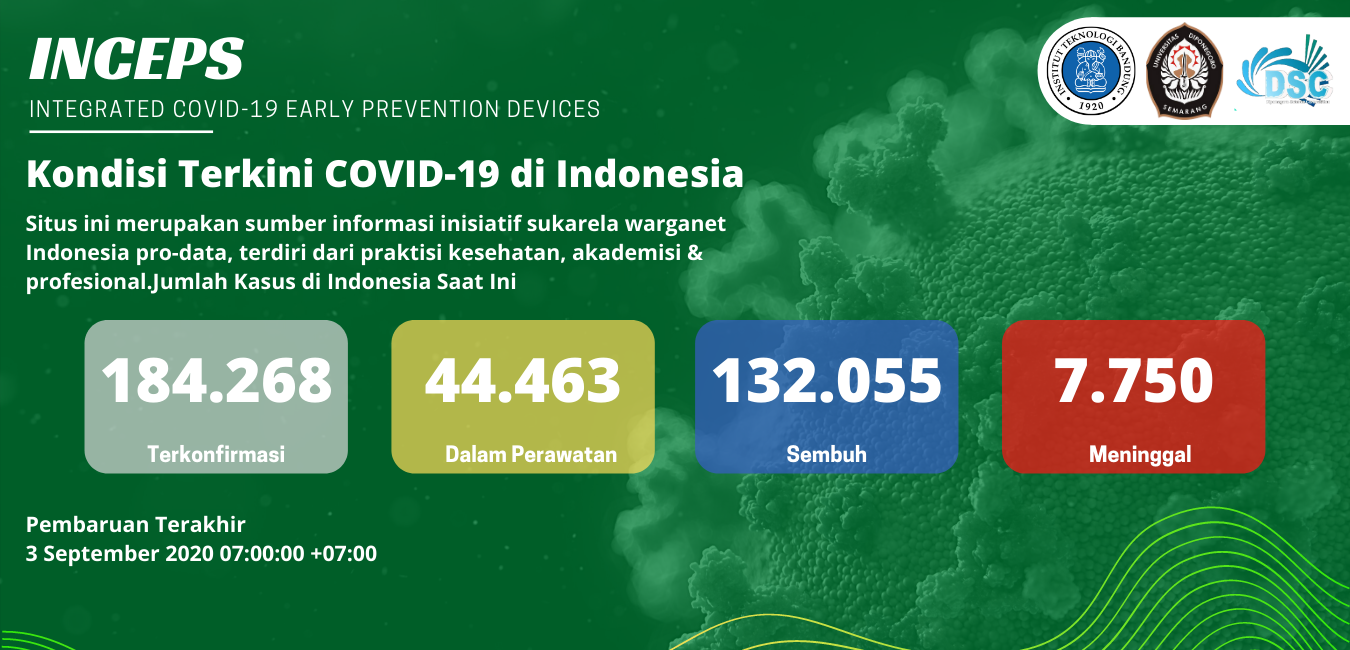 INCEPS
INTEGRATED COVID-19 EARLY PREVENTION DEVICES
INSTITUT TEKNOLOGI BANDUNG
1920
UNIVERSITAS DIPONEGORO
SEMARANG
DSC
Kondisi Terkini COVID-19 di Indonesia
Situs ini merupakan sumber informasi inisiatif sukarela warganet
Indonesia pro-data, terdiri dari praktisi kesehatan, akademisi &
profesional.Jumlah Kasus di Indonesia Saat Ini
184.268
Terkonfirmasi
44.463
Dalam Perawatan
132.055
Sembuh
7.750
Meninggal
Pembaruan Terakhir
3 September 2020 07:00:00 +07:00